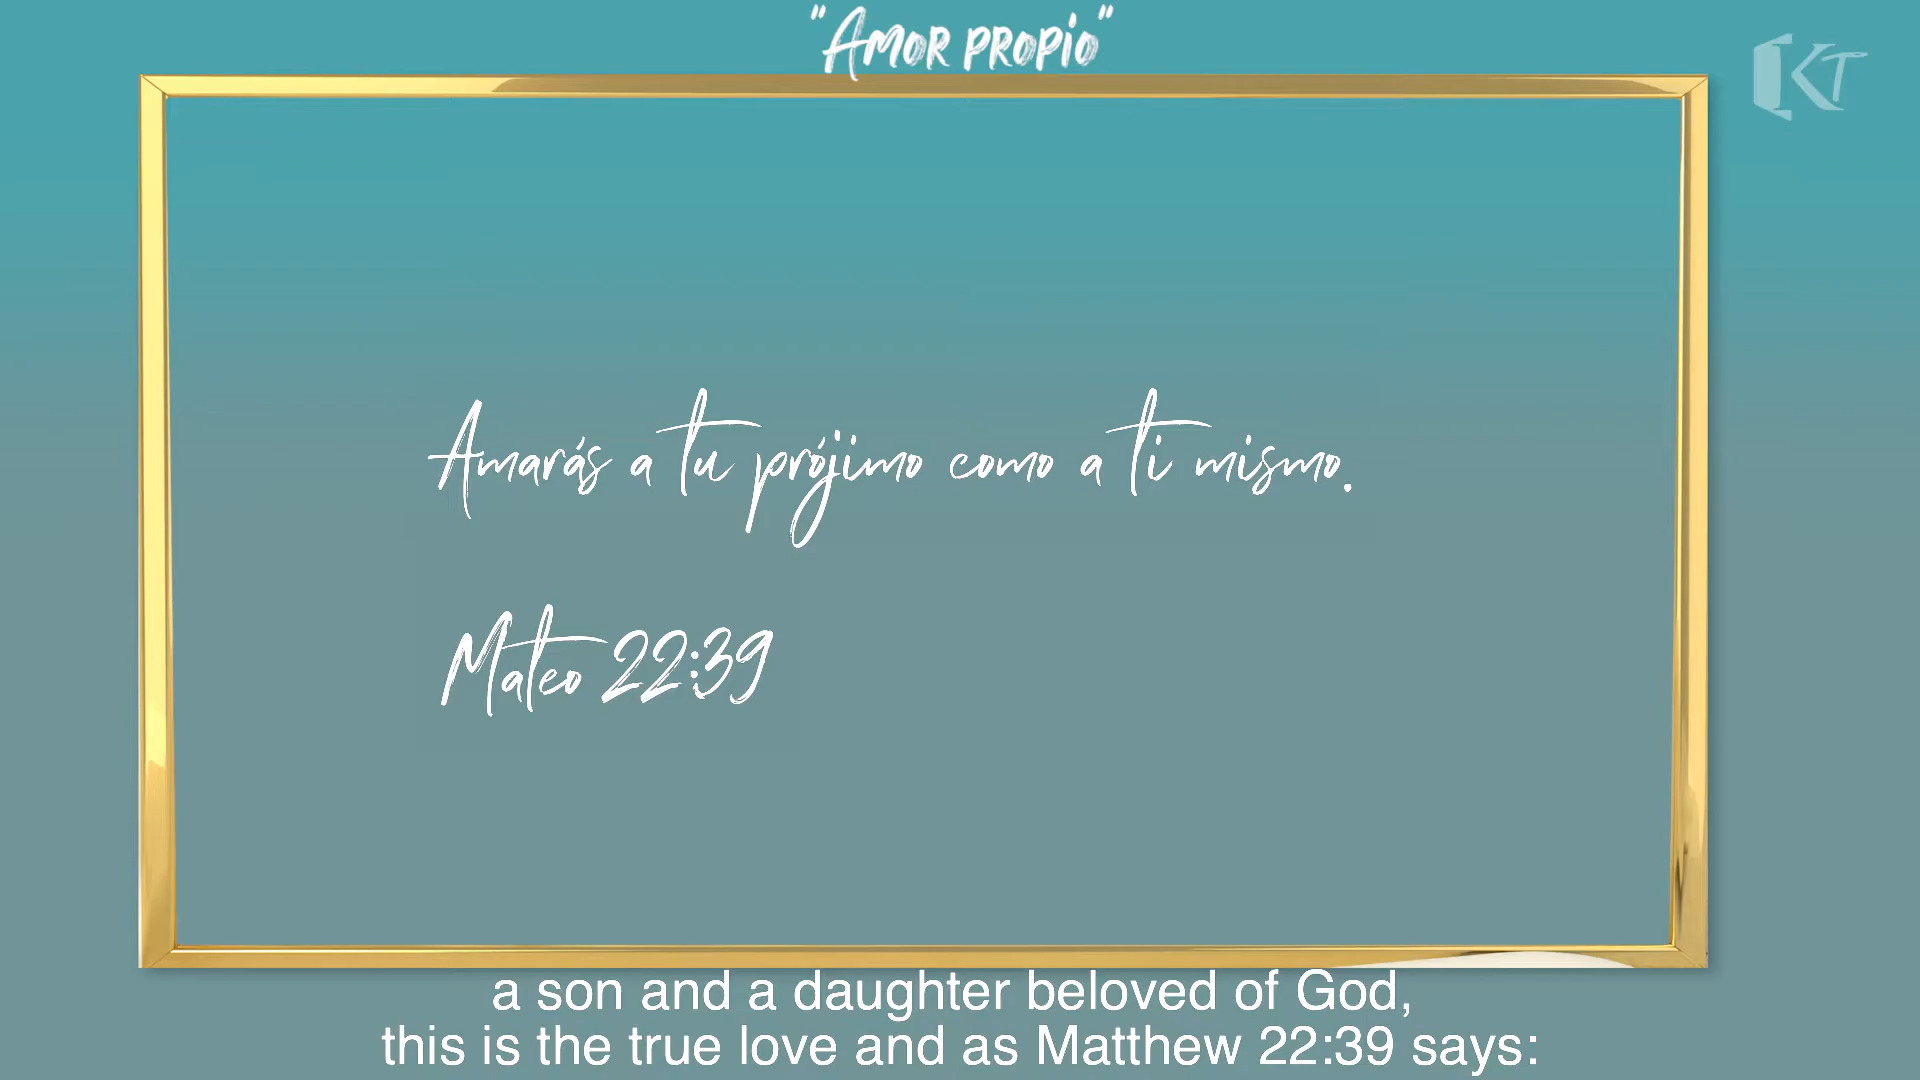 "Amor propio"
KT
Amarás a tu prójimo como a ti mismo.
Mateo 22:39
a son and a daughter beloved of God,
this is the true love and as Matthew 22:39 says: